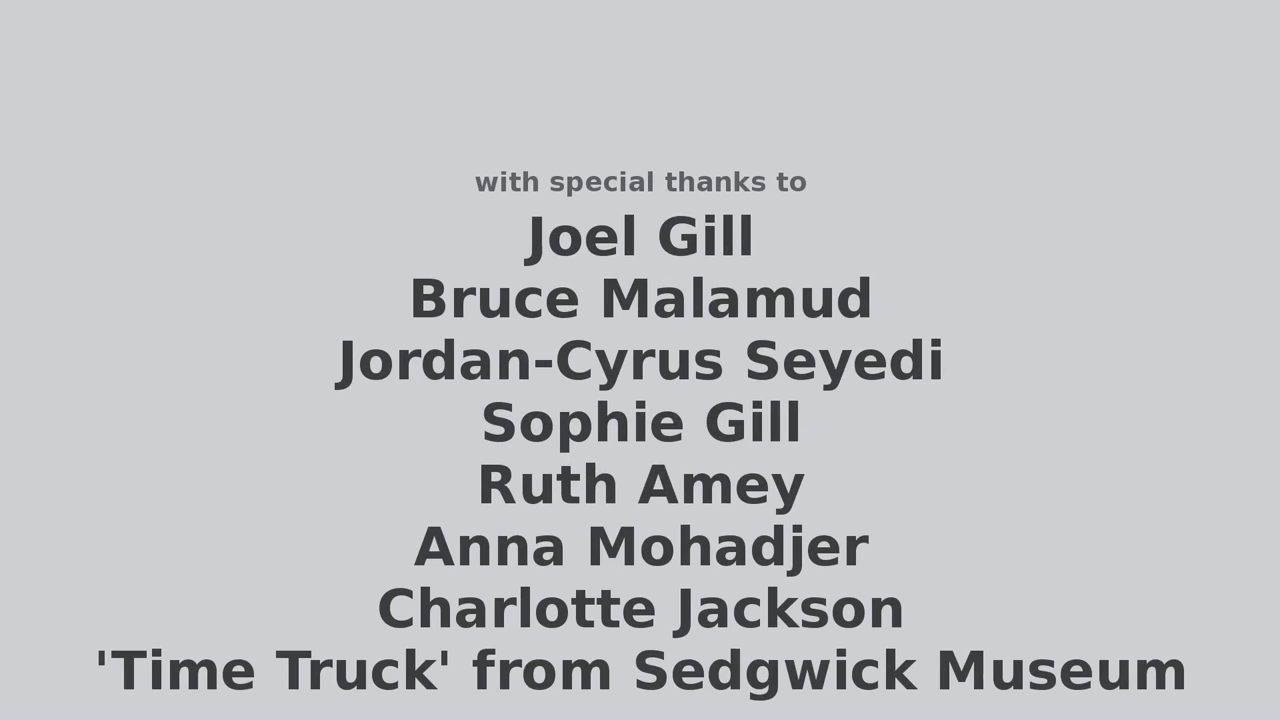 with special thanks to
Joel Gill
Bruce Malamud
Jordan-Cyrus Seyedi
Sophie Gill
Ruth Amey
Anna Mohadjer
Charlotte Jackson
'Time Truck' from Sedgwick Museum